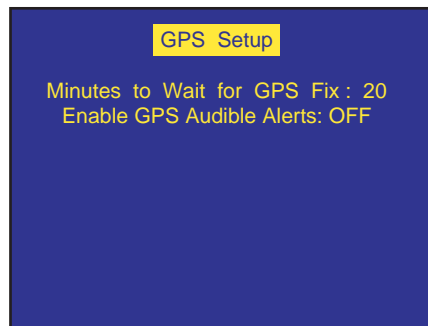 GPS Setup
Minutes to Wait for GPS Fix : 20
Enable GPS Audible Alerts: OFF